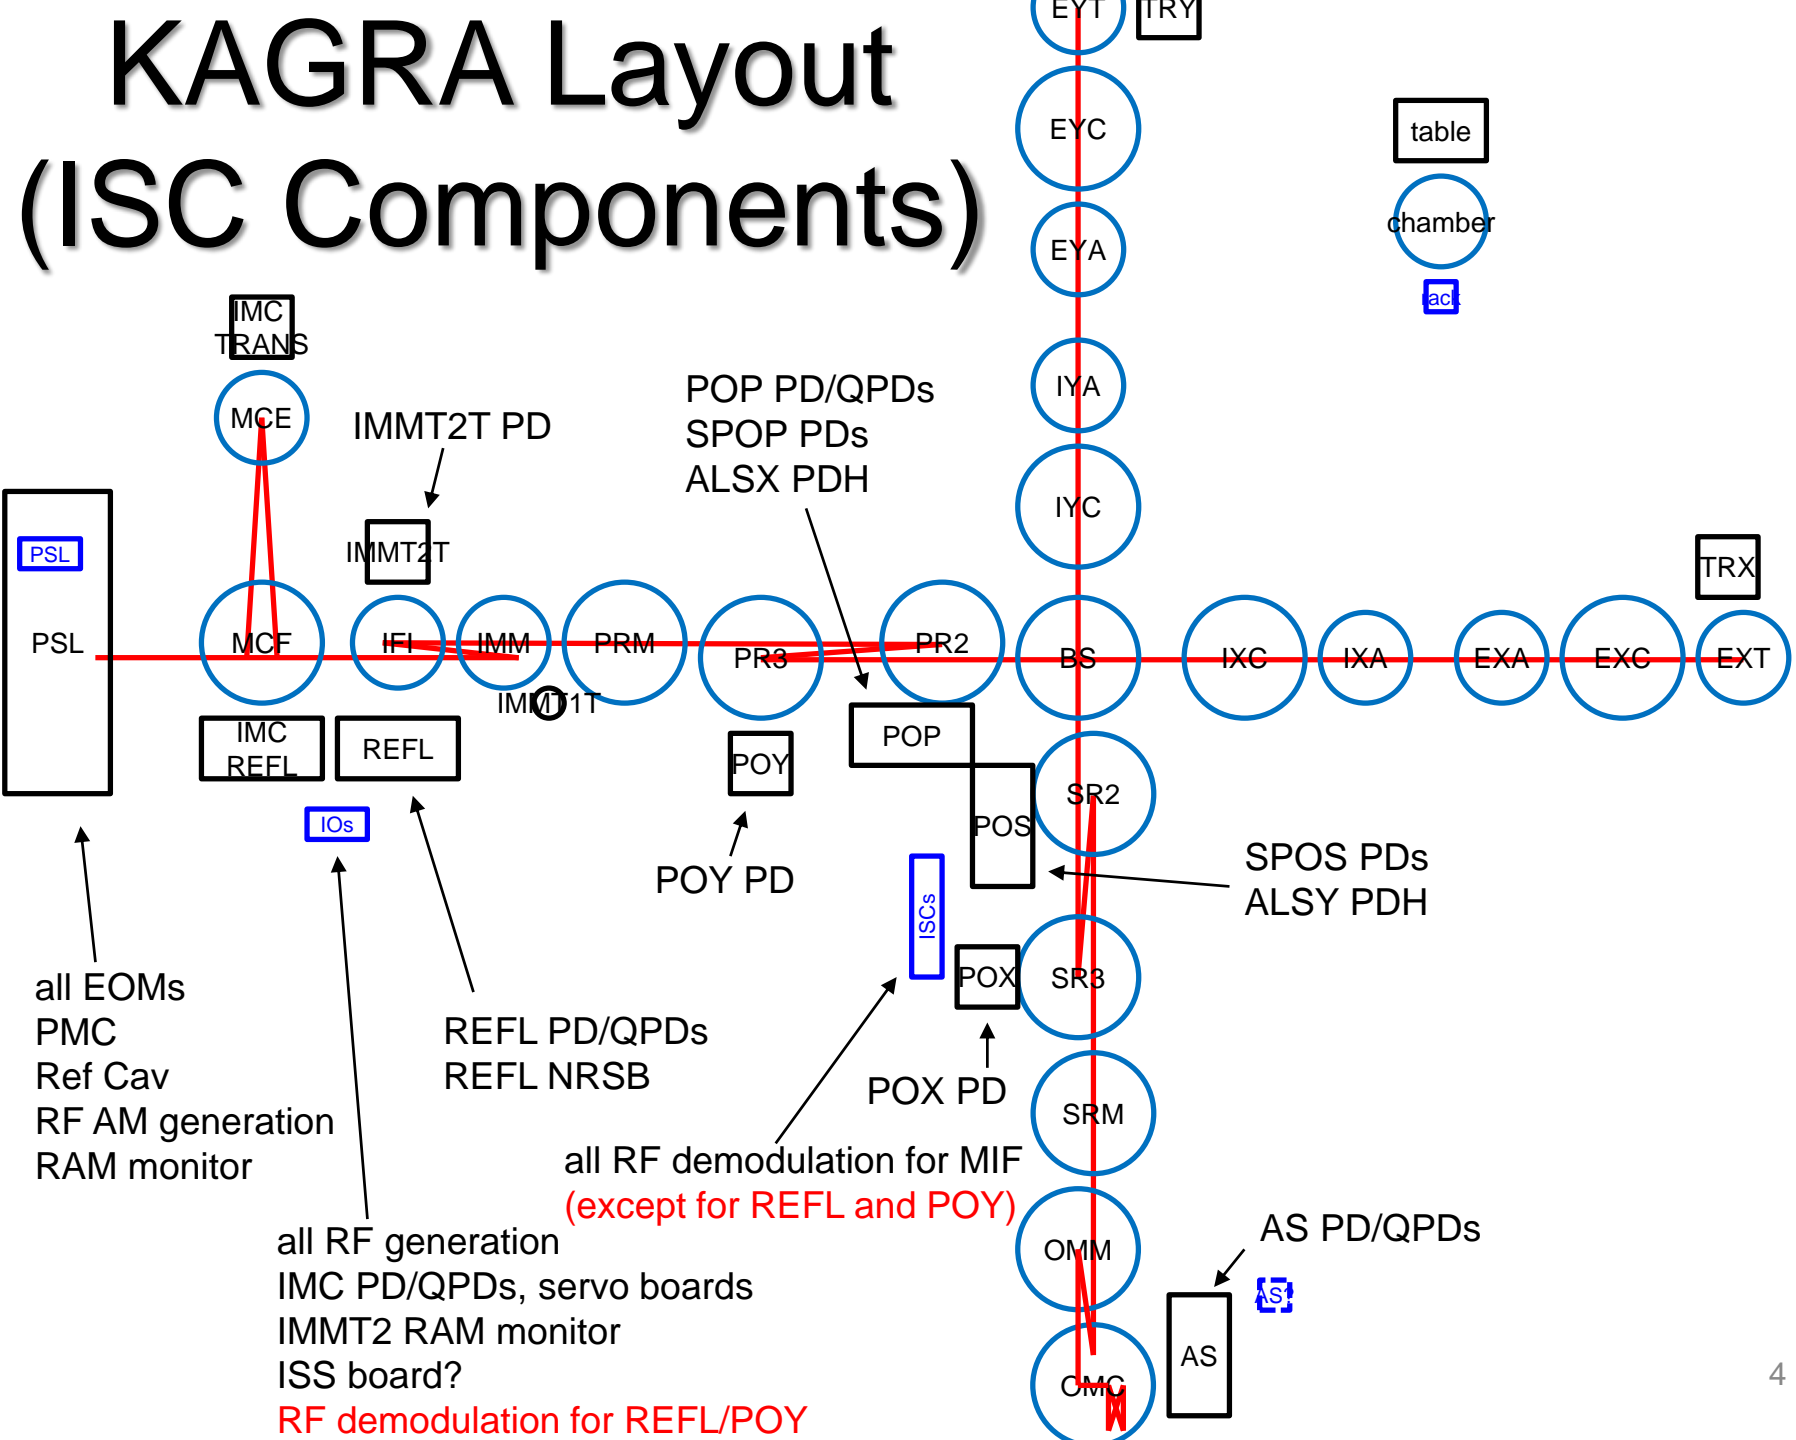 KAGRA Layout
(ISC Components)
EYT
TRY
EYC
EYA
IYA
IYC
table
chamber
rack
IMC
TRANS
MCE
IMMT2T PD
IMMT2T
POP PD/QPDs
SPOP PDs
ALSX PDH
PSL
PSL
MCF
IFI
IMM
PRM
PR3
PR2
BS
IXC
IXA
EXA
EXC
EXT
TRX
IMMT1T
IMC
REFL
REFL
IOs
POY
POP
POS
SR2
POY PD
ISCs
SPOS PDs
ALSY PDH
POX
SR3
POX PD
SRM
all EOMs
PMC
Ref Cav
RF AM generation
RAM monitor
REFL PD/QPDs
REFL NRSB
all RF demodulation for MIF
(except for REFL and POY)
all RF generation
IMC PD/QPDs, servo boards
IMMT2 RAM monitor
ISS board?
RF demodulation for REFL/POY
OMM
AS PD/QPDs
AS?
AS
OMC
4